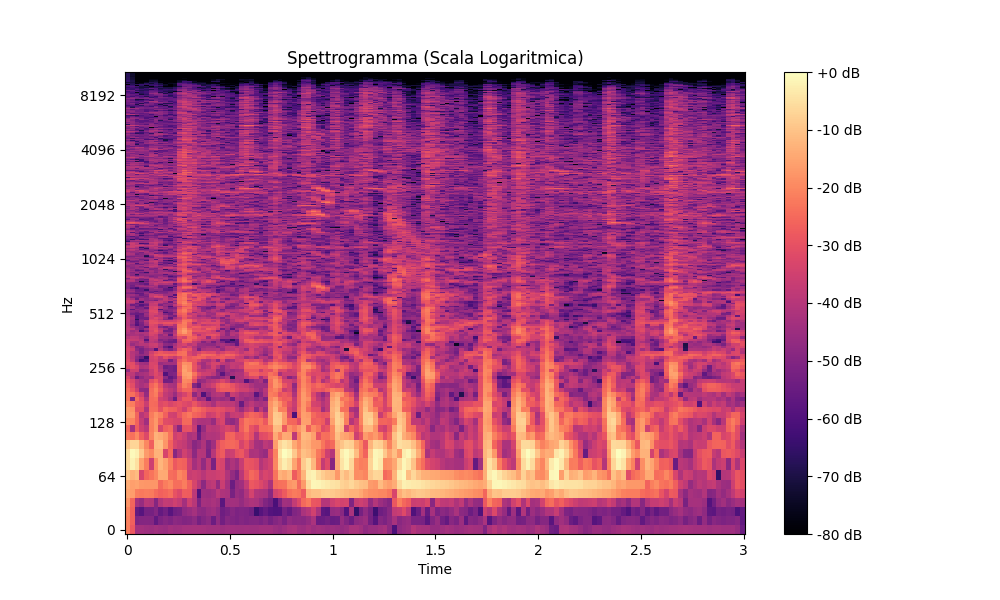 Spettrogramma (Scala Logaritmica)
Hz
8192
4096
2048
1024
512
256
128
64
0
0
0.5
1
1.5
2
2.5
3
Time
+0 dB
-10 dB
-20 dB
-30 dB
-40 dB
-50 dB
-60 dB
-70 dB
-80 dB